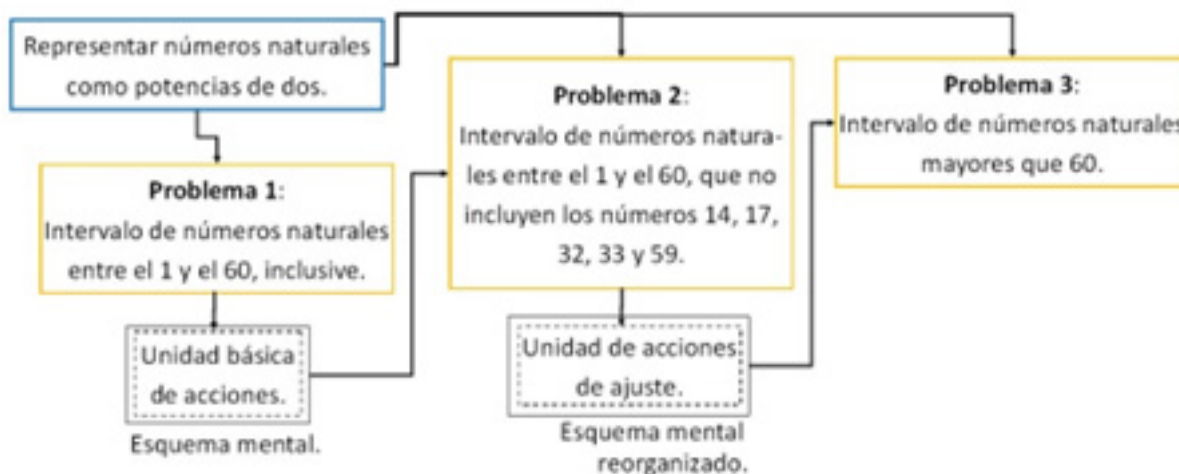 Representar números naturales
como potencias de dos.
Problema 1:
Intervalo de números naturales
entre el 1 y el 60, inclusive.
Unidad básica
de acciones.
Esquema mental.
Problema 2:
Intervalo de números natura-
les entre el 1 y el 60, que no
incluyen los números 14, 17,
32, 33 y 59.
Unidad de acciones
de ajuste.
Esquema mental
reorganizado.
Problema 3:
Intervalo de números naturales
mayores que 60.